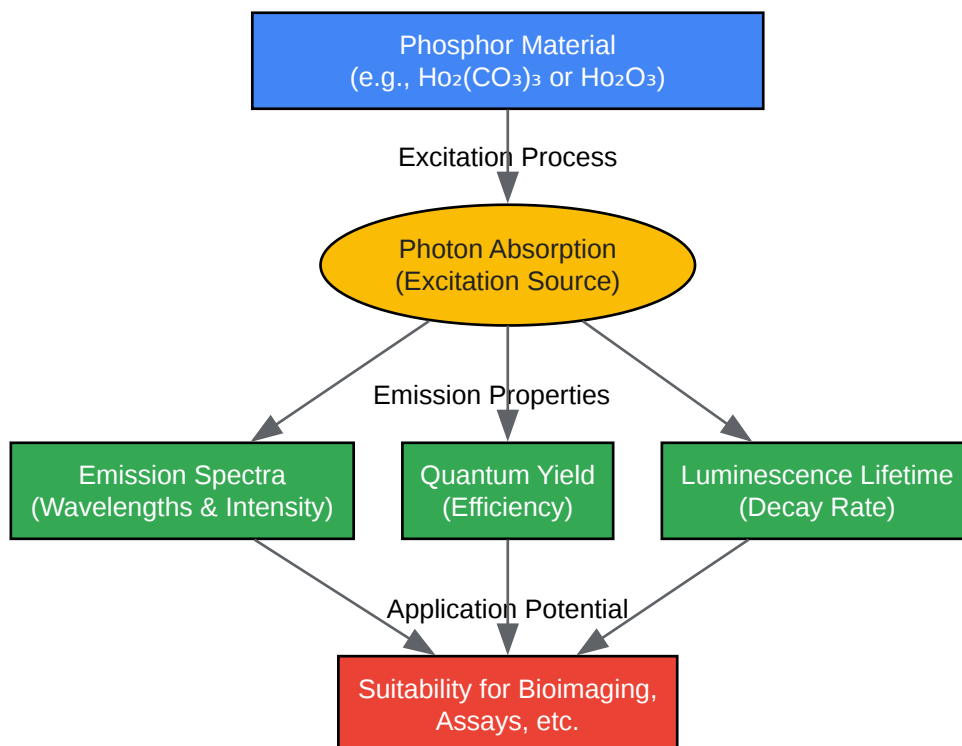 Phosphor Material
(e.g., Ho₂(CO₃)₃ or Ho₂O₃)
Excitation Process
Photon Absorption
(Excitation Source)
Emission Properties
Emission Spectra
(Wavelengths & Intensity)
Quantum Yield
(Efficiency)
Luminescence Lifetime
(Decay Rate)
Application Potential
Suitability for Bioimaging,
Assays, etc.